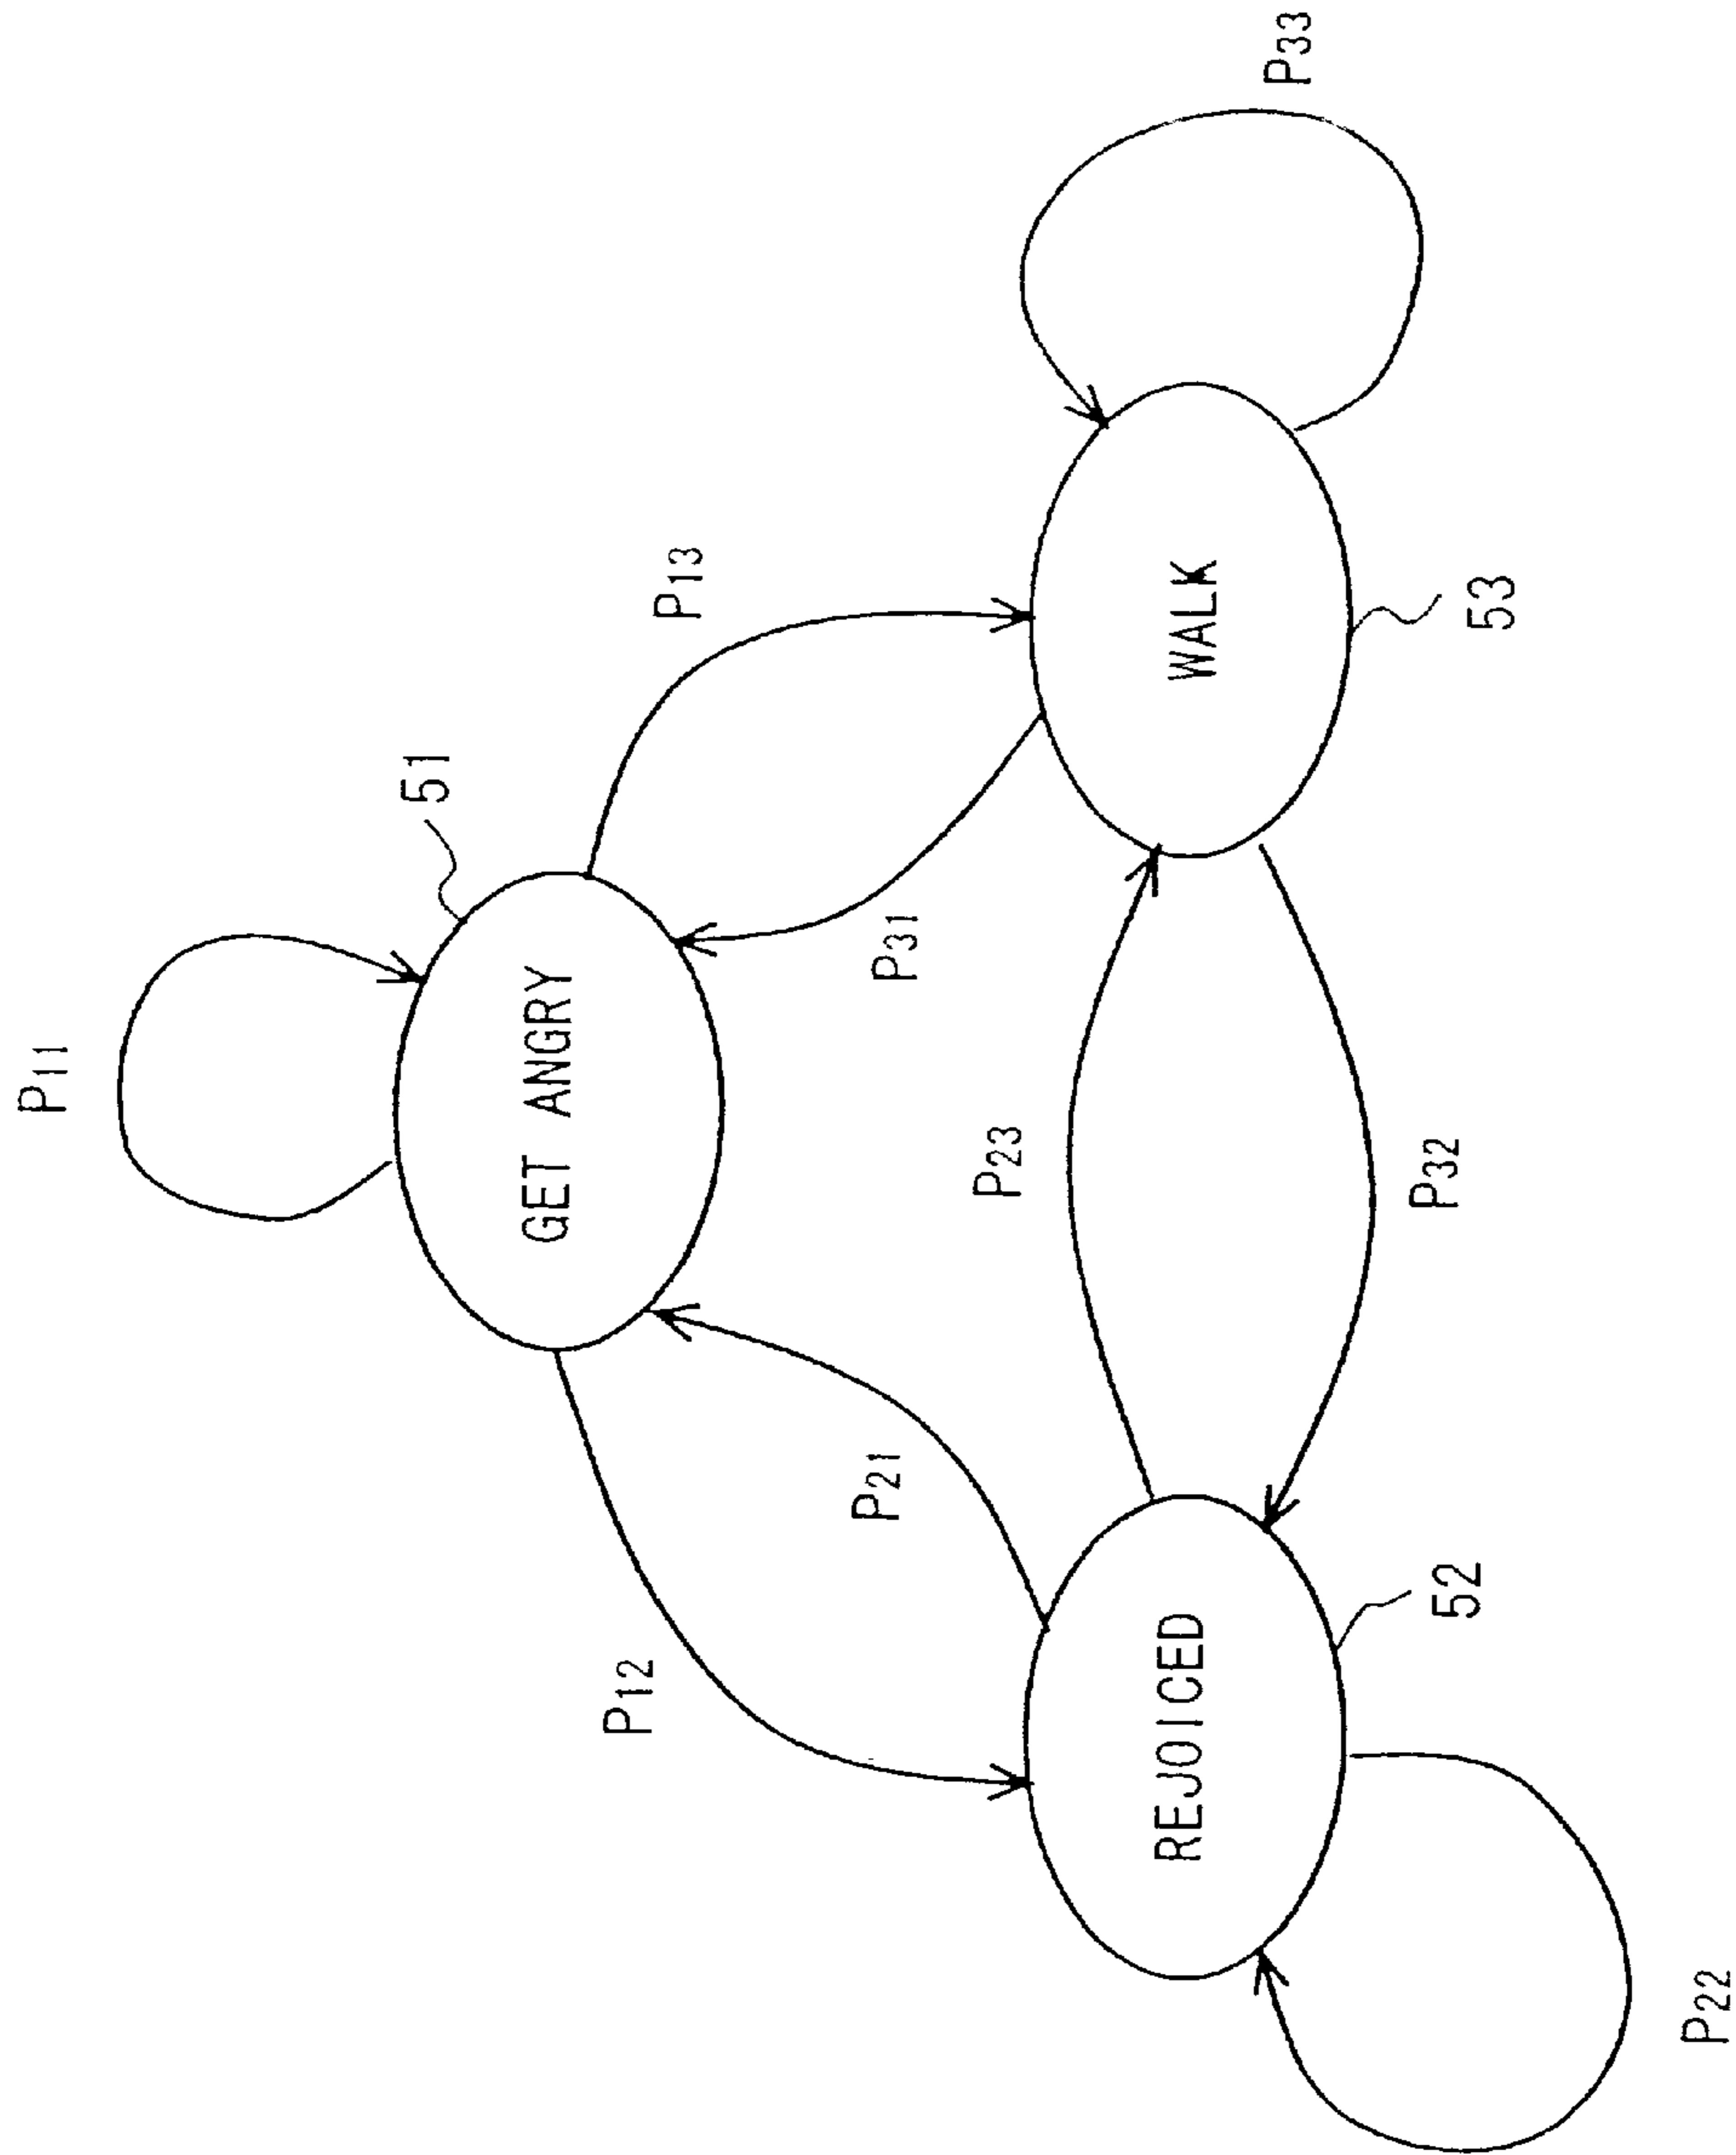 P11
51
GET ANGRY
P12
P13
P21
P31
P23
REJOICED
WALK
P33
P32
52
53
P22